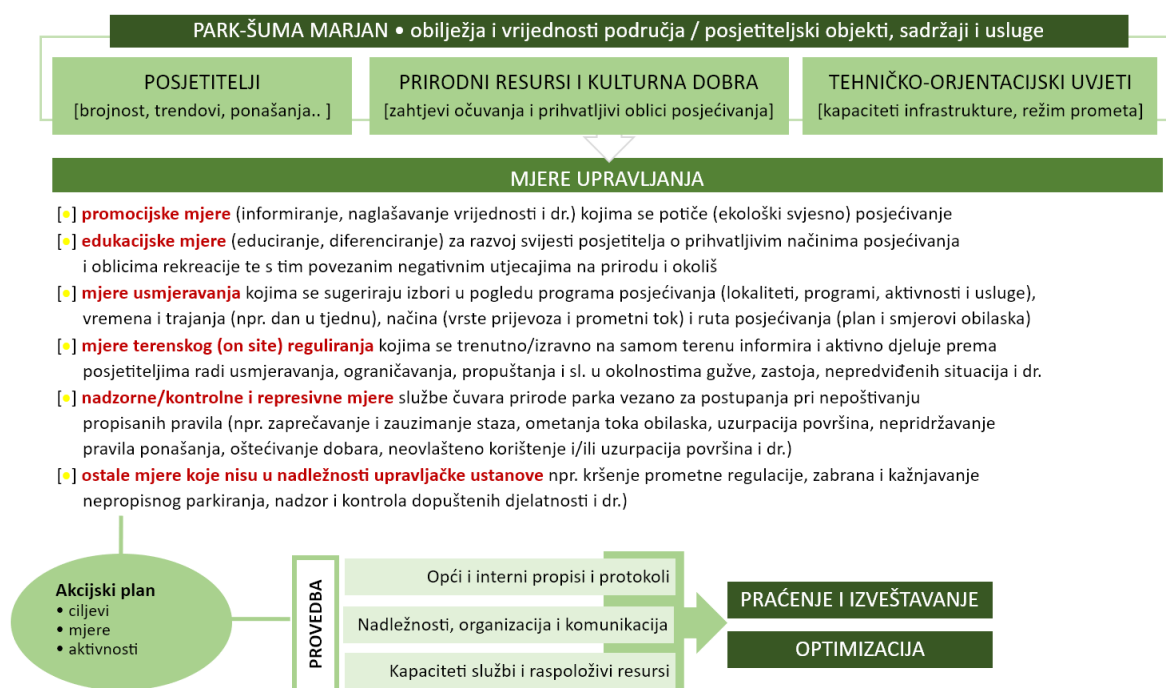 PARK-ŠUMA MARJAN • obilježja i vrijednosti područja / posjetiteljski objekti, sadržaji i usluge
POSJETITELJI
[brojnost, trendovi, ponašanja.. ]
PRIRODNI RESURSI I KULTURNA DOBRA
[zahtjevi očuvanja i prihvatljivi oblici posjećivanja]
TEHNIČKO-ORJENTACIJSKI UVJETI
[kapaciteti infrastrukture, režim prometa]
MJERE UPRAVLJANJA
[•] promocijske mjere (informiranje, naglašavanje vrijednosti i dr.) kojima se potiče (ekološki svjesno) posjećivanje
[•] edukacijske mjere (educiranje, diferenciranje) za razvoj svijesti posjetitelja o prihvatljivim načinima posjećivanja
i oblicima rekreacije te s tim povezanim negativnim utjecajima na prirodu i okoliš
[•] mjere usmjeravanja kojima se sugeriraju izbori u pogledu programa posjećivanja (lokaliteti, programi, aktivnosti i usluge),
vremena i trajanja (npr. dan u tjednu), načina (vrste prijevoza i prometni tok) i ruta posjećivanja (plan i smjerovi obilaska)
[•] mjere terenskog (on site) reguliranja kojima se trenutno/izravno na samom terenu informira i aktivno djeluje prema
posjetiteljima radi usmjeravanja, ograničavanja, propuštanja i sl. u okolnostima gužve, zastoja, nepredviđenih situacija i dr.
[•] nadzorne/kontrolne i represivne mjere službe čuvara prirode parka vezano za postupanja pri nepoštivanju
propisanih pravila (npr. zaprečavanje i zauzimanje staza, ometanja toka obilaska, uzurpacija površina, nepridržavanje
pravila ponašanja, oštećivanje dobara, neovlašteno korištenje i/ili uzurpacija površina i dr.)
[•] ostale mjere koje nisu u nadležnosti upravljačke ustanove npr. kršenje prometne regulacije, zabrana i kažnjavanje
nepropisnog parkiranja, nadzor i kontrola dopuštenih djelatnosti i dr.)
Akcijski plan
• ciljevi
• mjere
• aktivnosti
PROVEDBA
Opći i interni propisi i protokoli
Nadležnosti, organizacija i komunikacija
Kapaciteti službi i raspoloživi resursi
PRAĆENJE I IZVEŠTAVANJE
OPTIMIZACIJA